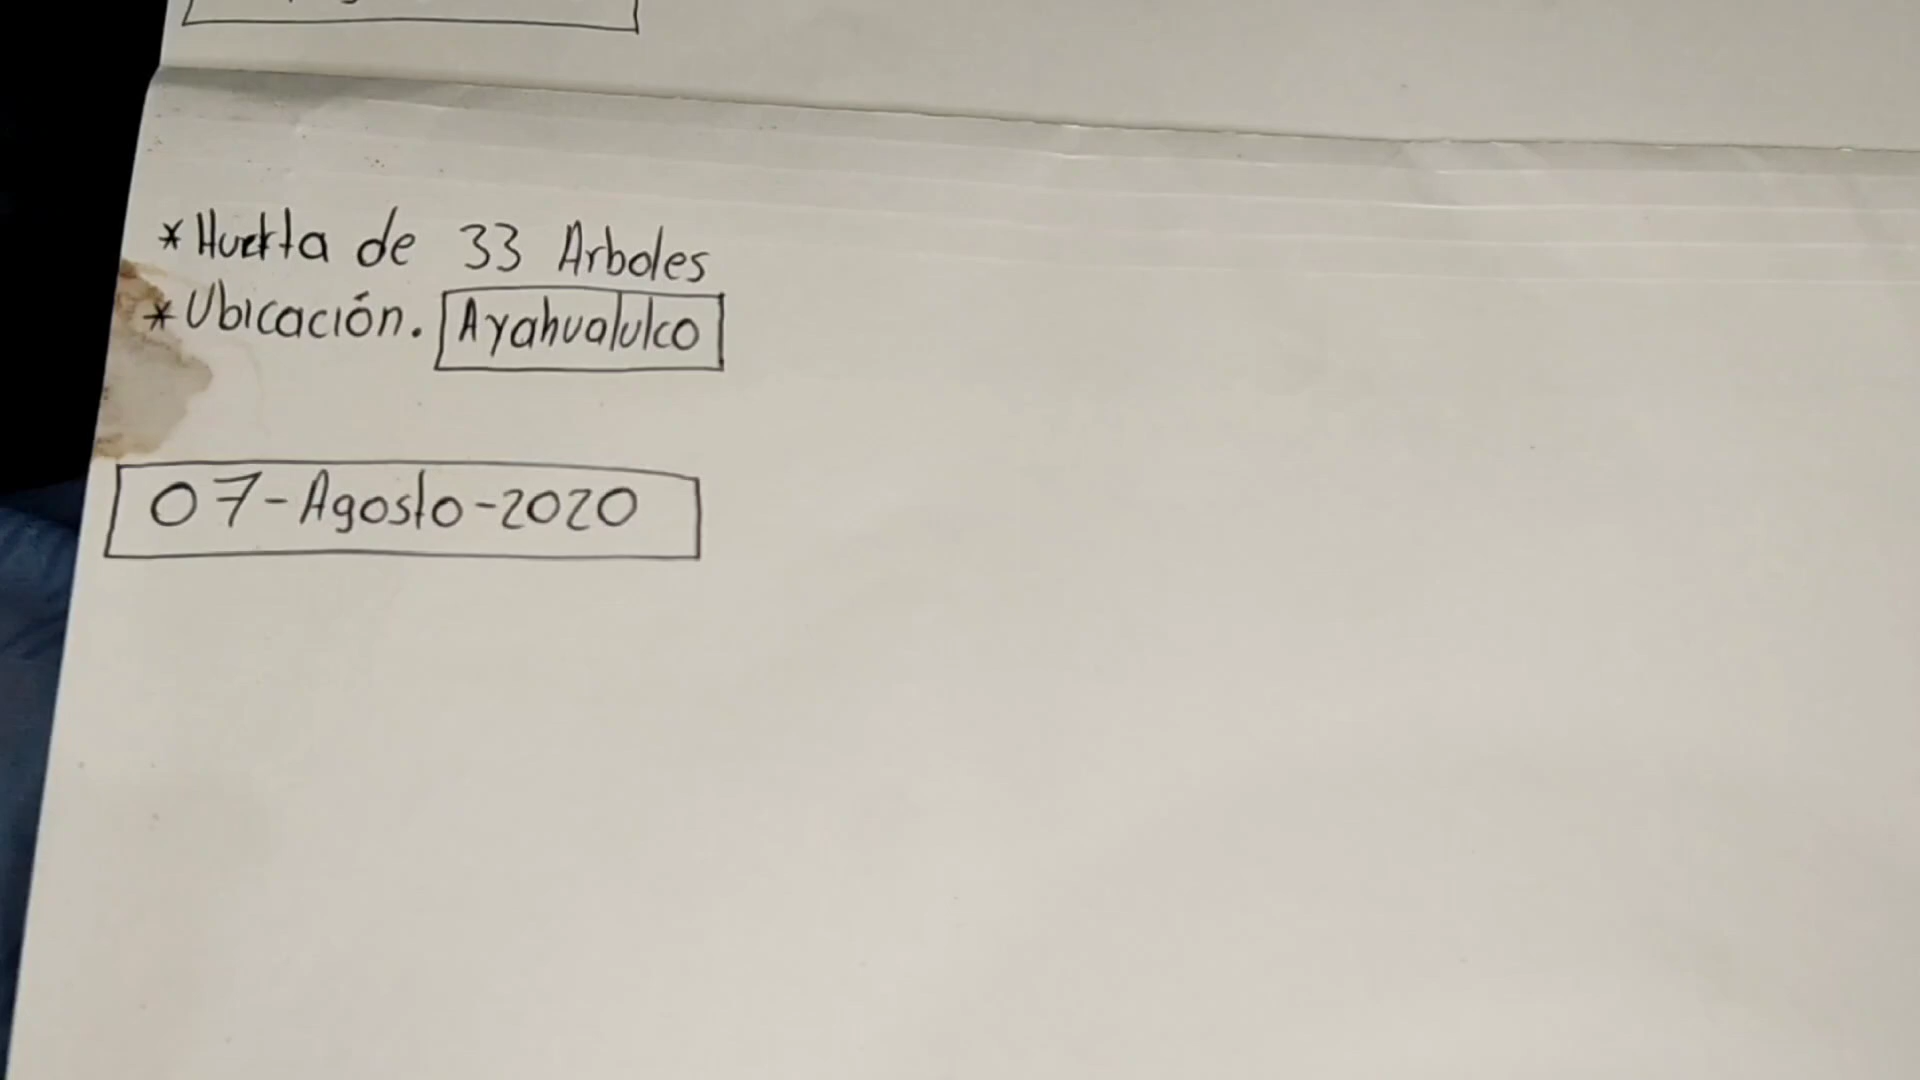 *Huerta de 33 Arboles
*Ubicación. Ayahualulco
07-Agosto-2020